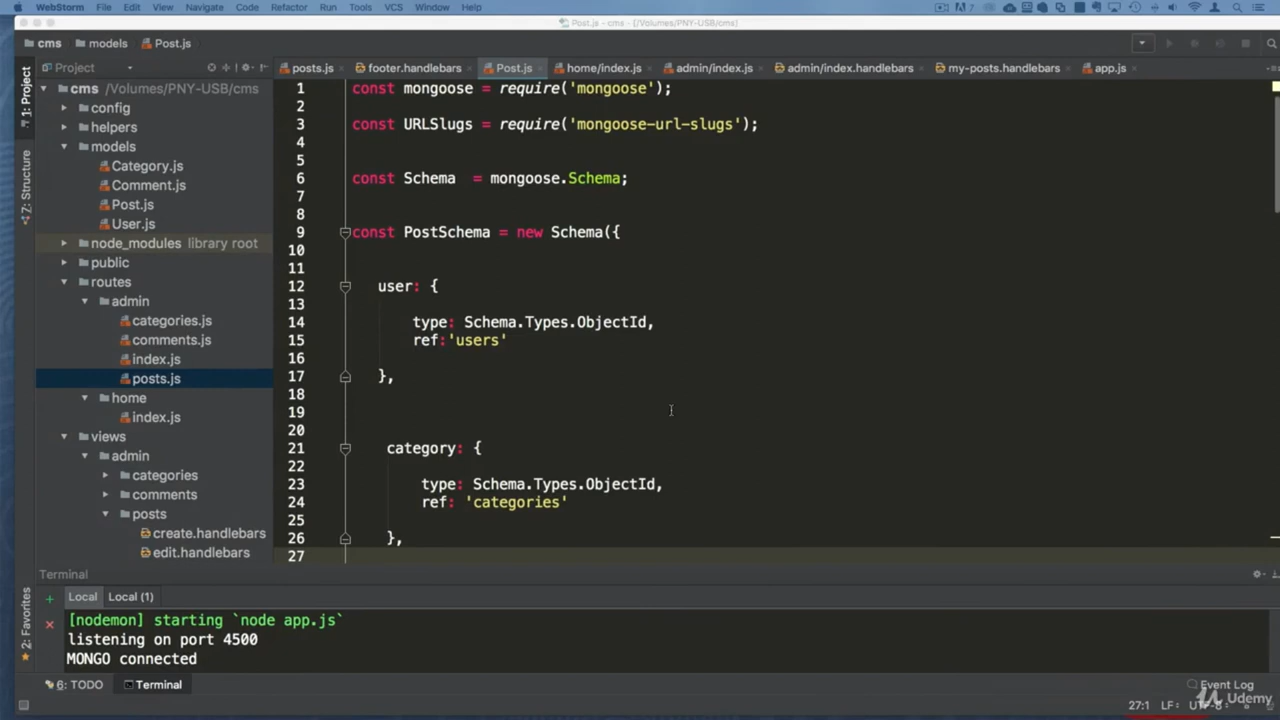 WebStorm File Edit View Navigate Code Refactor Run Tools VCS Window Help
Post.js - cms - [/Volumes/PNY-USB/cms]
cms models Post.js
Project
posts.js footer.handlebars Post.js home/index.js admin/index.js admin/index.handlebars my-posts.handlebars app.js
1: Project
7: Structure
2: Favorites
cms /Volumes/PNY-USB/cms
config
helpers
models
Category.js
Comment.js
Post.js
User.js
node_modules library root
public
routes
admin
categories.js
comments.js
index.js
posts.js
home
index.js
views
admin
categories
comments
posts
create.handlebars
edit.handlebars
1 const mongoose = require('mongoose');
2
3 const URLSlugs = require('mongoose-url-slugs');
4
5
6 const Schema = mongoose.Schema;
7
8
9 const PostSchema = new Schema({
10
11
12 user: {
13
14 type: Schema.Types.ObjectId,
15 ref:'users'
16
17 },
18
19
20
21 category: {
22
23 type: Schema.Types.ObjectId,
24 ref: 'categories'
25
26 },
27
Terminal
Local Local (1)
[nodemon] starting `node app.js`
listening on port 4500
MONGO connected
6: TODO Terminal
Event Log
27:1 LF: UTF-8
Udemy